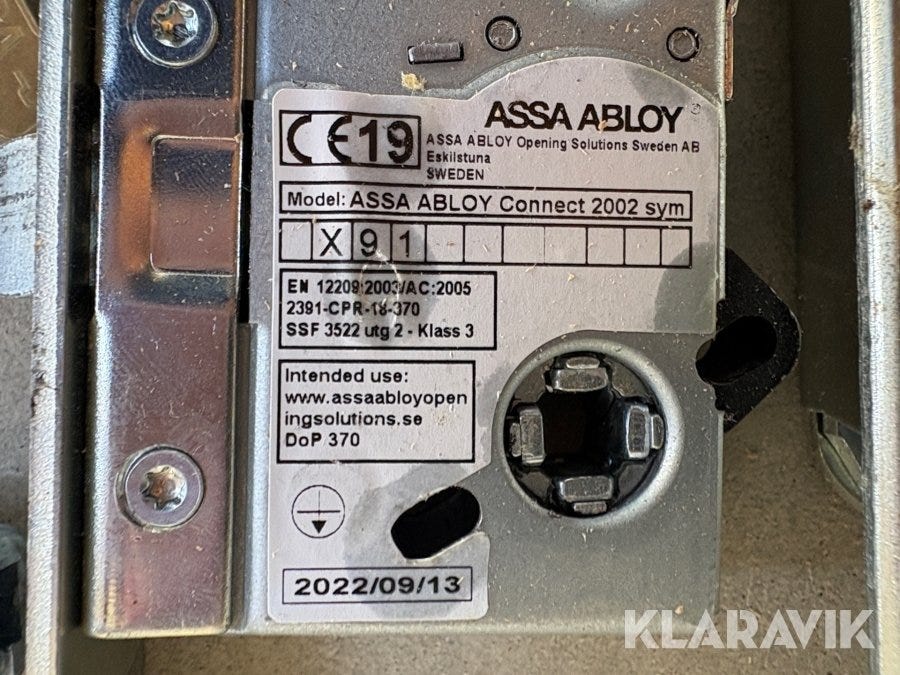 CE 19
ASSA ABLOY
ASSA ABLOY Opening Solutions Sweden AB
Eskilstuna
SWEDEN
Model: ASSA ABLOY Connect 2002 sym
X 9 1
EN 12209:2003/AC:2005
2391-CPR-18-370
SSF 3522 utg 2 - Klass 3
Intended use:
www.assaabloyopen
ingsolutions.se
DoP 370
2022/09/13
KLARAVIK